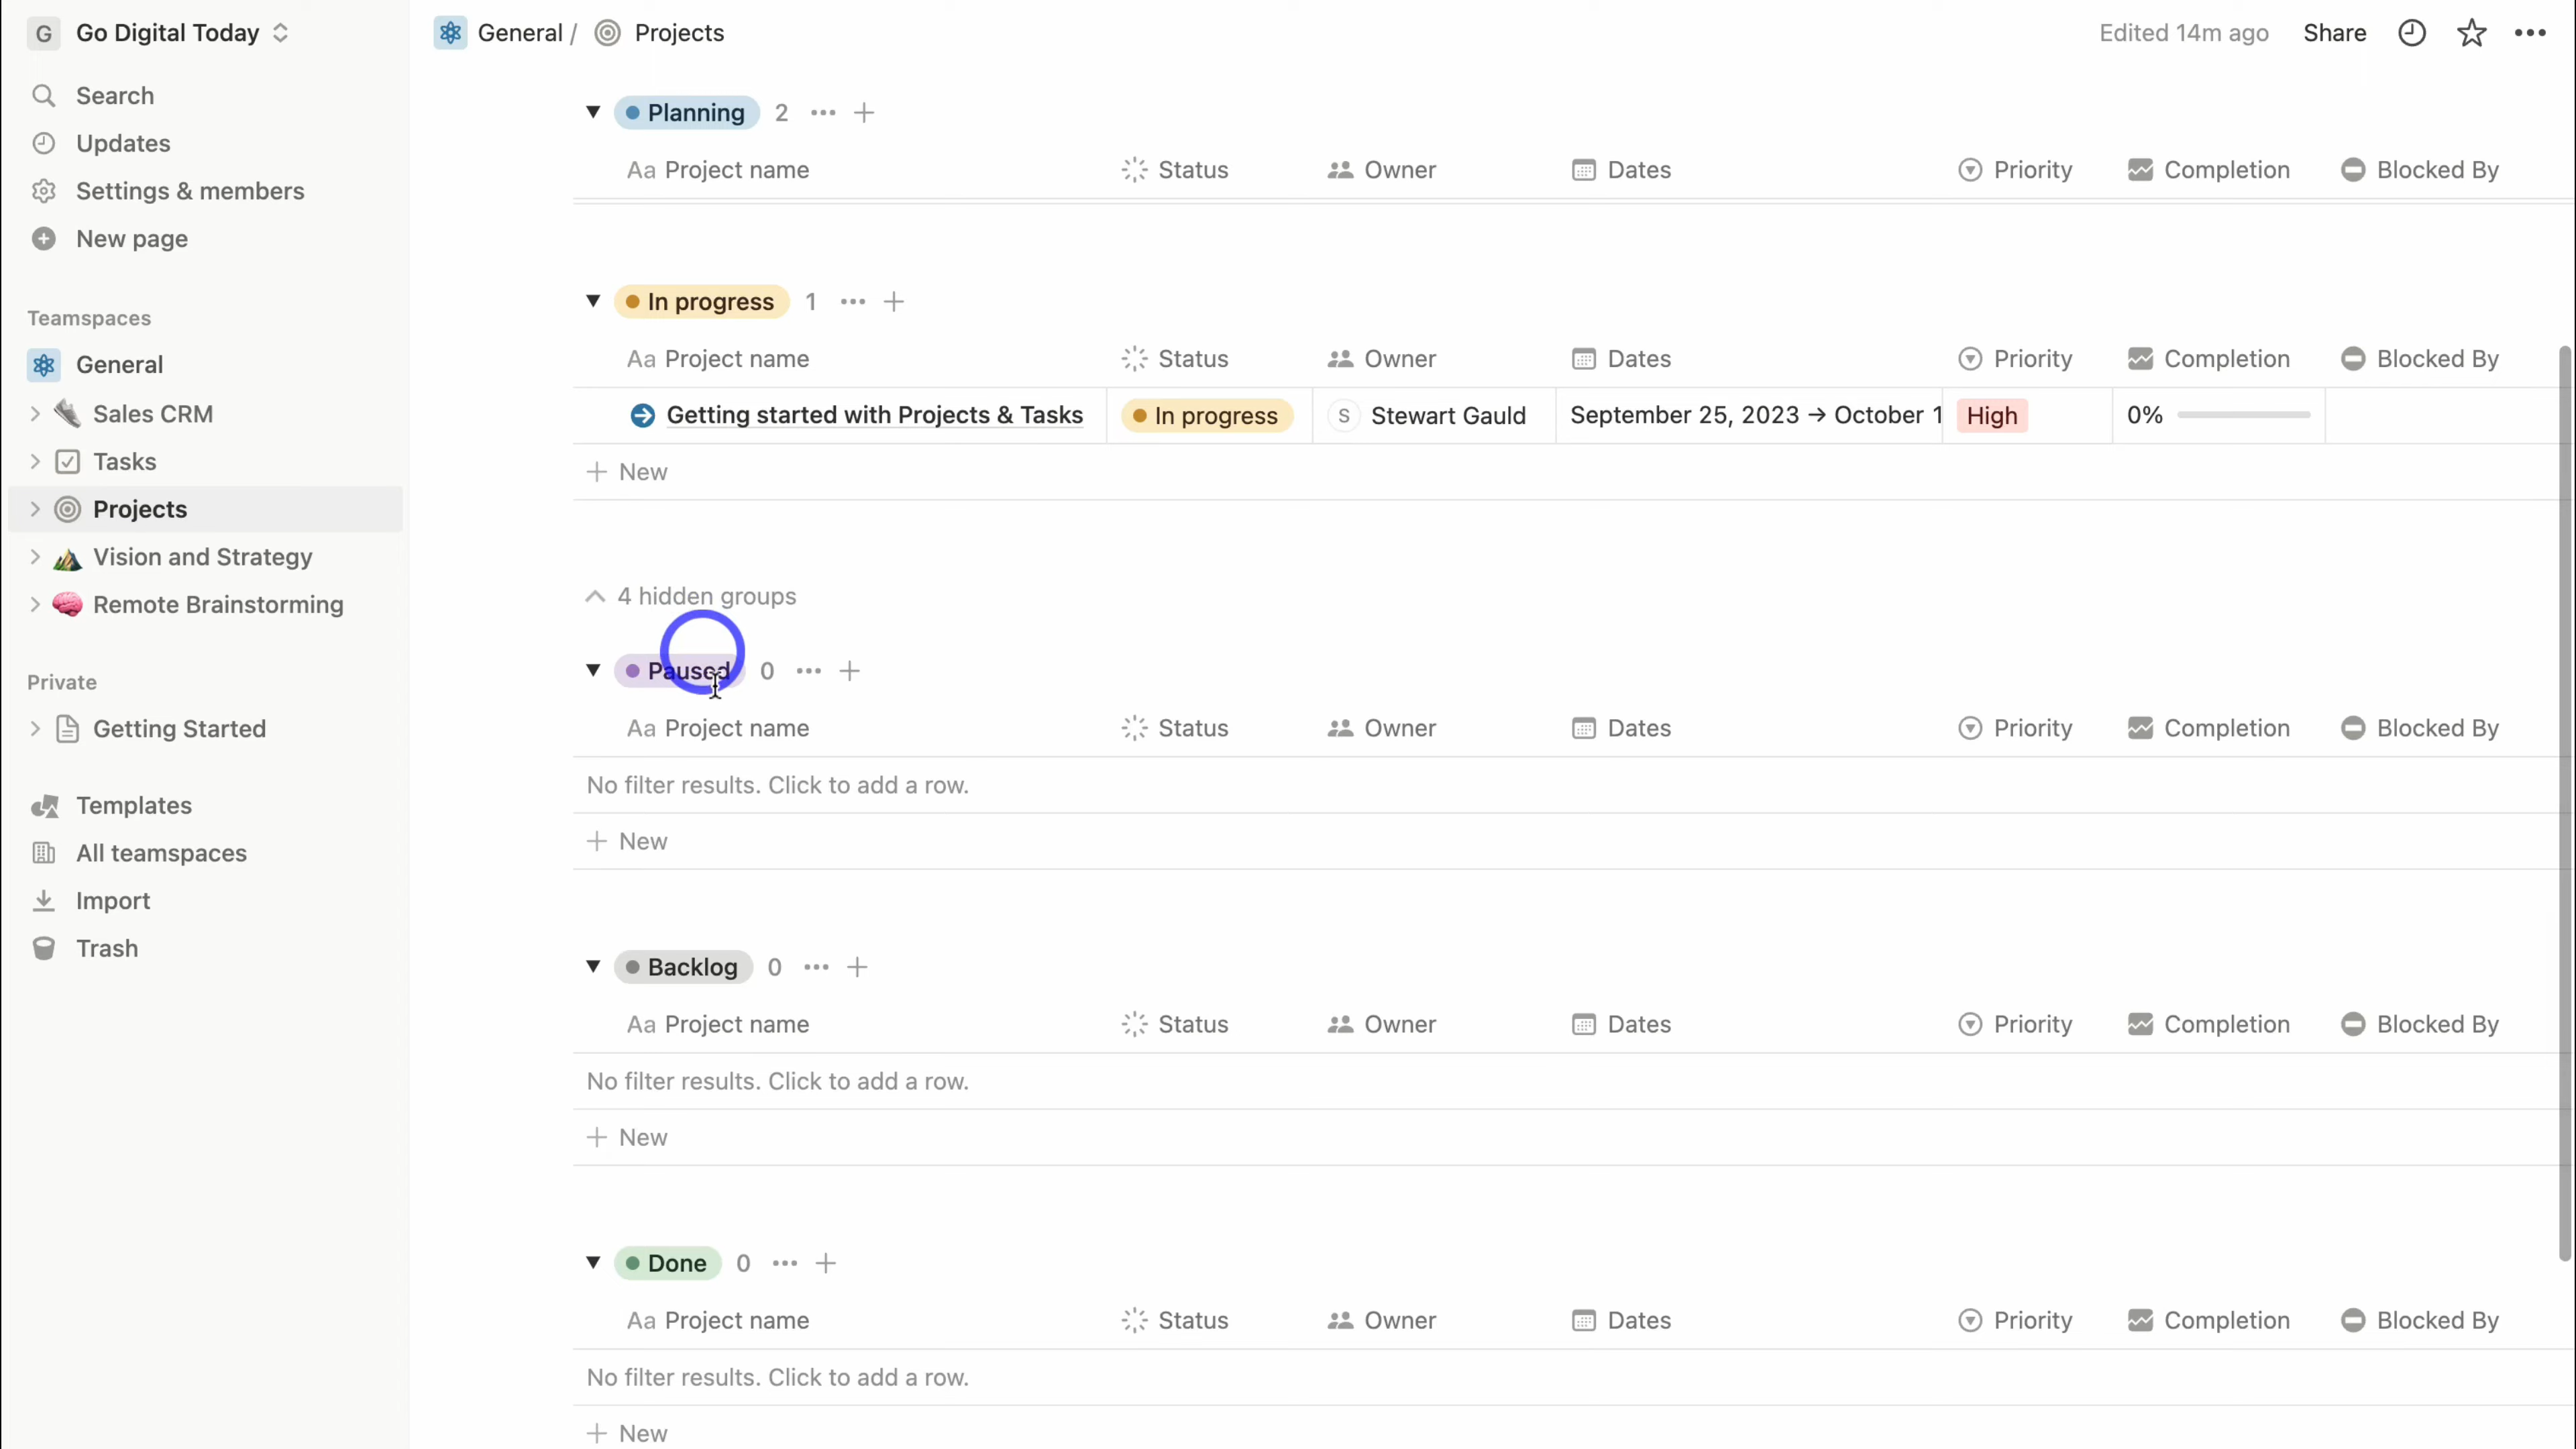 G Go Digital Today
Search
Updates
Settings & members
New page
Teamspaces
General
Sales CRM
Tasks
Projects
Vision and Strategy
Remote Brainstorming
Private
Getting Started
Templates
All teamspaces
Import
Trash
General / Projects
Edited 14m ago Share
Planning 2
Aa Project name Status Owner Dates Priority Completion Blocked By
In progress 1
Aa Project name Status Owner Dates Priority Completion Blocked By
Getting started with Projects & Tasks In progress S Stewart Gauld September 25, 2023 → October 1 High 0%
New
4 hidden groups
Paused 0
Aa Project name Status Owner Dates Priority Completion Blocked By
No filter results. Click to add a row.
New
Backlog 0
Aa Project name Status Owner Dates Priority Completion Blocked By
No filter results. Click to add a row.
New
Done 0
Aa Project name Status Owner Dates Priority Completion Blocked By
No filter results. Click to add a row.
New